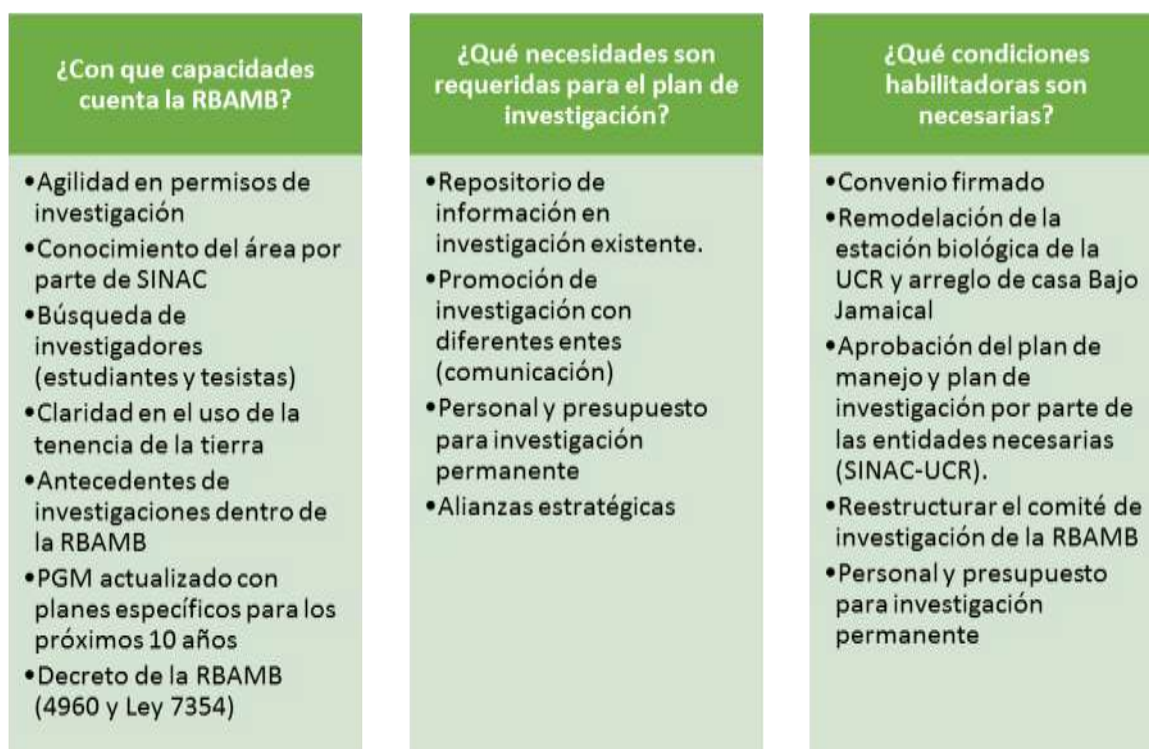 ¿Con que capacidades
cuenta la RBAMB?
•Agilidad en permisos de
investigación
•Conocimiento del área por
parte de SINAC
•Búsqueda de
investigadores
(estudiantes y tesistas)
•Claridad en el uso de la
tenencia de la tierra
•Antecedentes de
investigaciones dentro de
la RBAMB
•PGM actualizado con
planes específicos para los
próximos 10 años
•Decreto de la RBAMB
(4960 y Ley 7354)
¿Qué necesidades son
requeridas para el plan de
investigación?
•Repositorio de
información en
investigación existente.
•Promoción de
investigación con
diferentes entes
(comunicación)
•Personal y presupuesto
para investigación
permanente
•Alianzas estratégicas
¿Qué condiciones
habilitadoras son
necesarias?
•Convenio firmado
•Remodelación de la
estación biológica de la
UCR y arreglo de casa Bajo
Jamaical
•Aprobación del plan de
manejo y plan de
investigación por parte de
las entidades necesarias
(SINAC-UCR).
•Reestructurar el comité de
investigación de la RBAMB
•Personal y presupuesto
para investigación
permanente